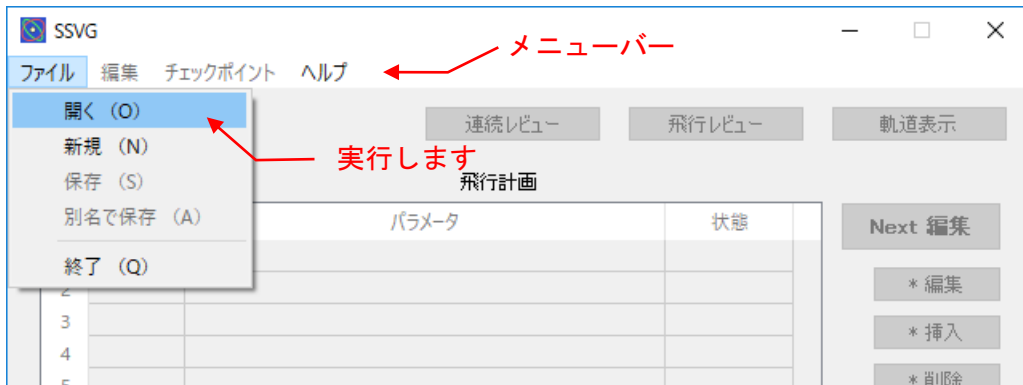 SSVG
メニューバー
ファイル 編集 チェックポイント ヘルプ
開く (O)
新規 (N)
保存 (S)
別名で保存 (A)
終了 (Q)
実行します
連続レビュー 飛行レビュー 軌道表示
飛行計画
パラメータ 状態
Next 編集
2
3
4
5
* 編集
* 挿入
* 削除